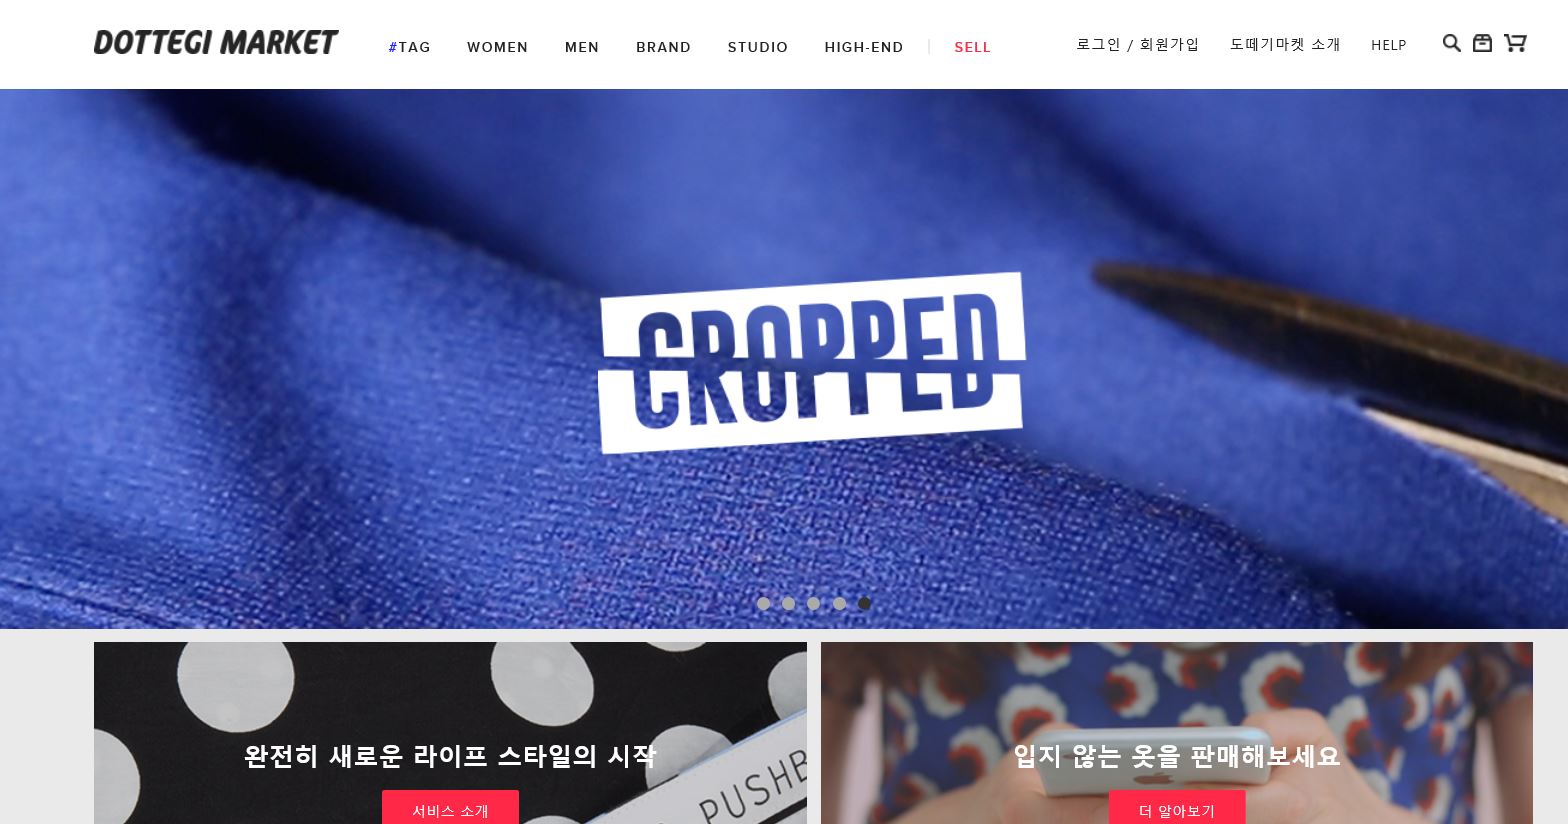 DOTTEGI MARKET
#TAG WOMEN MEN BRAND STUDIO HIGH-END | SELL
로그인 / 회원가입 도떼기마켓 소개 HELP
CROPPED
완전히 새로운 라이프 스타일의 시작
입지 않는 옷을 판매해보세요
PUSHB
서비스 소개
더 알아보기